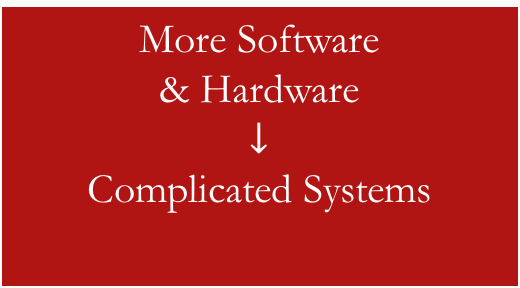 More Software
& Hardware
↓
Complicated Systems